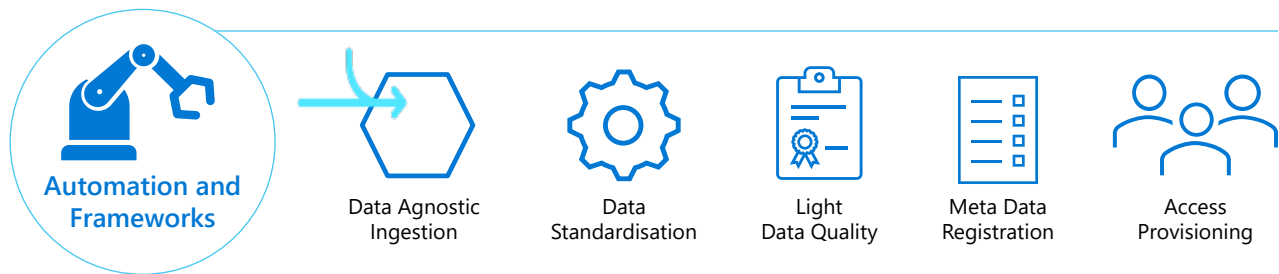 Automation and
Frameworks
Data Agnostic
Ingestion
Data
Standardisation
Light
Data Quality
Meta Data
Registration
Access
Provisioning